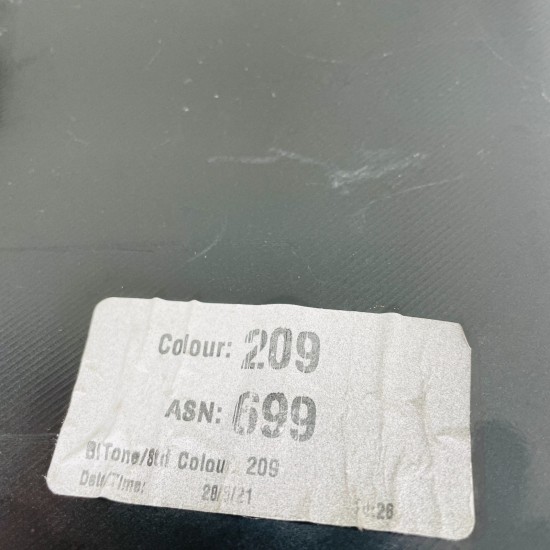 Colour: 209
ASN: 699
BiTone/Std Colour: 209
Date/Time: 28/5/21